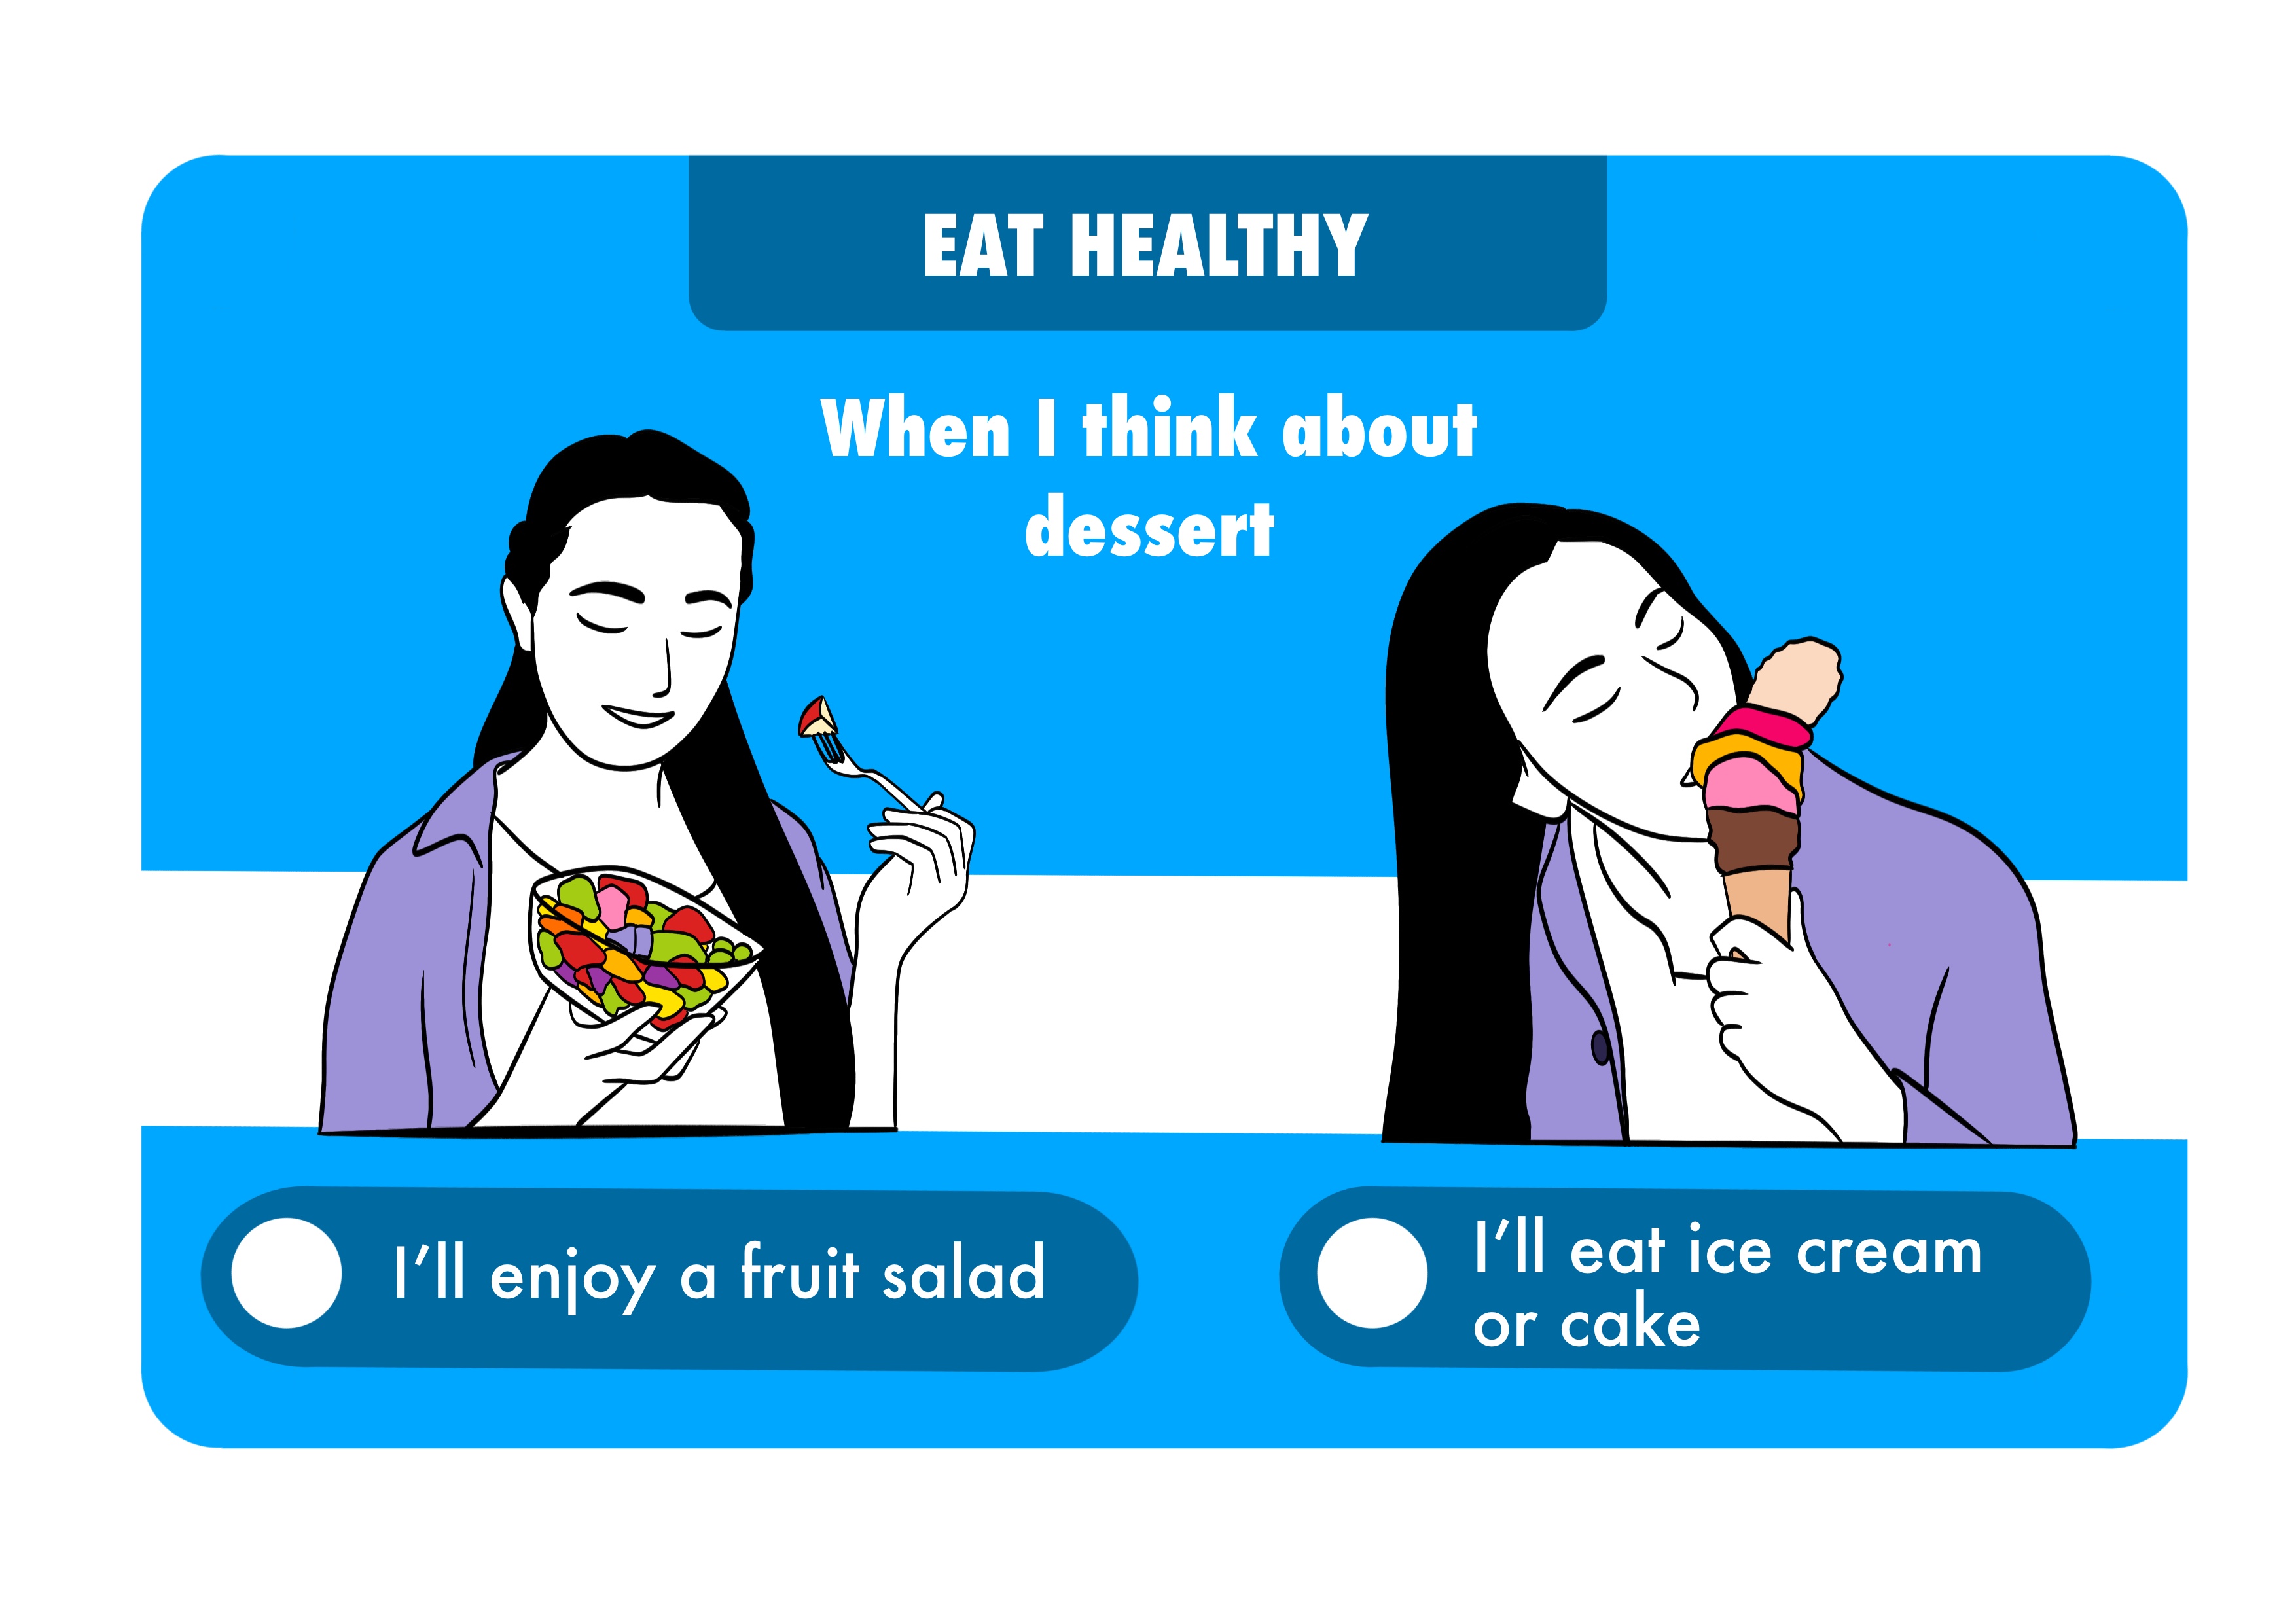 EAT HEALTHY
When I think about
dessert
I'll enjoy a fruit salad
I'll eat ice cream
or cake